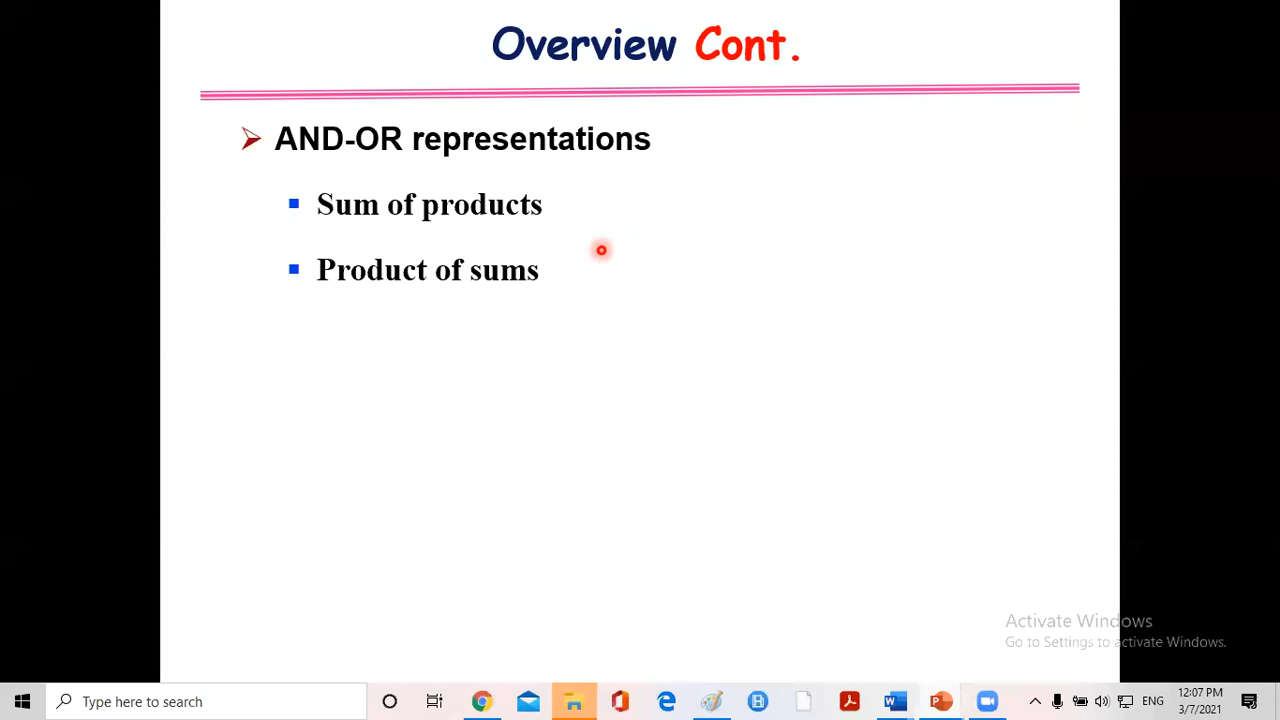 Overview Cont.
AND-OR representations
Sum of products
Product of sums
Activate Windows
Go to Settings to activate Windows.
Type here to search
ENG
12:07 PM
3/7/2021